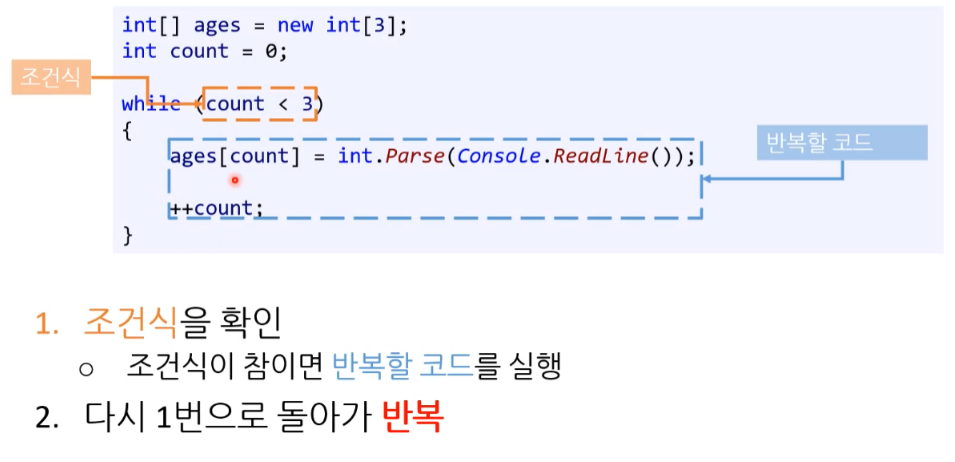 int[] ages = new int[3];
int count = 0;
조건식
while (count < 3)
{
반복할 코드
ages[count] = int.Parse(Console.ReadLine());
++count;
}
1. 조건식을 확인
○ 조건식이 참이면 반복할 코드를 실행
2. 다시 1번으로 돌아가 반복